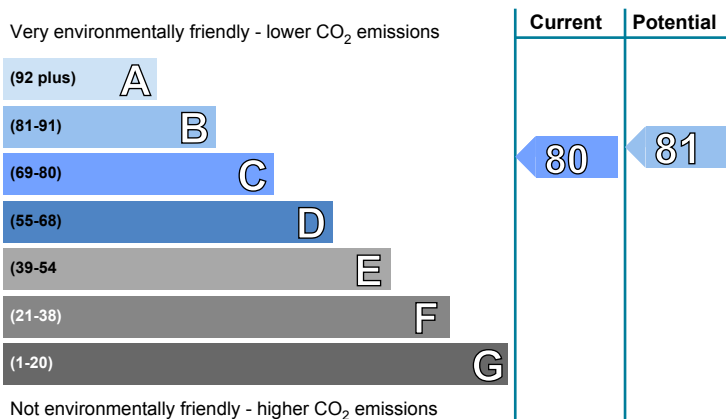 Current Potential
Very environmentally friendly - lower CO2 emissions
(92 plus) A
(81-91) B
(69-80) C
(55-68) D
(39-54 E
(21-38) F
(1-20) G
80 81
Not environmentally friendly - higher CO2 emissions